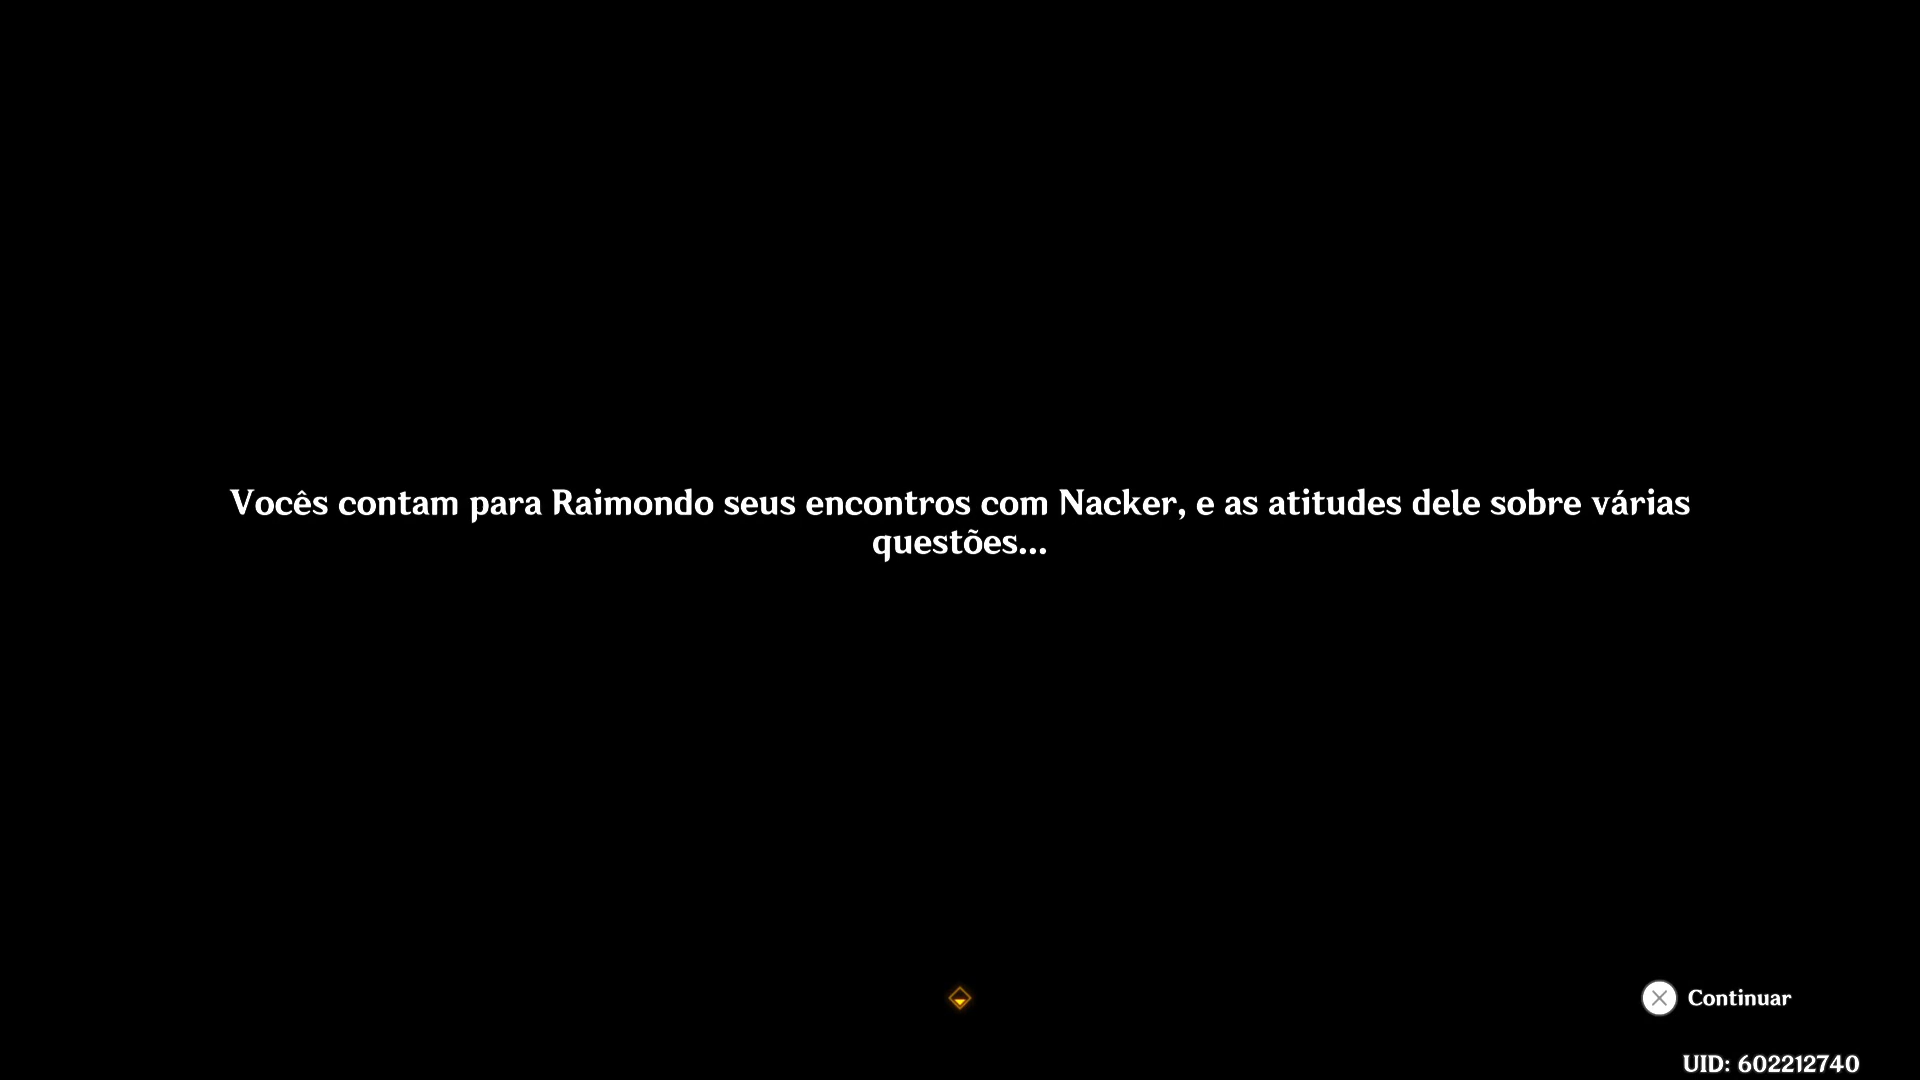 Vocês contam para Raimondo seus encontros com Nacker, e as atitudes dele sobre várias
questões...
Continuar
UID: 602212740